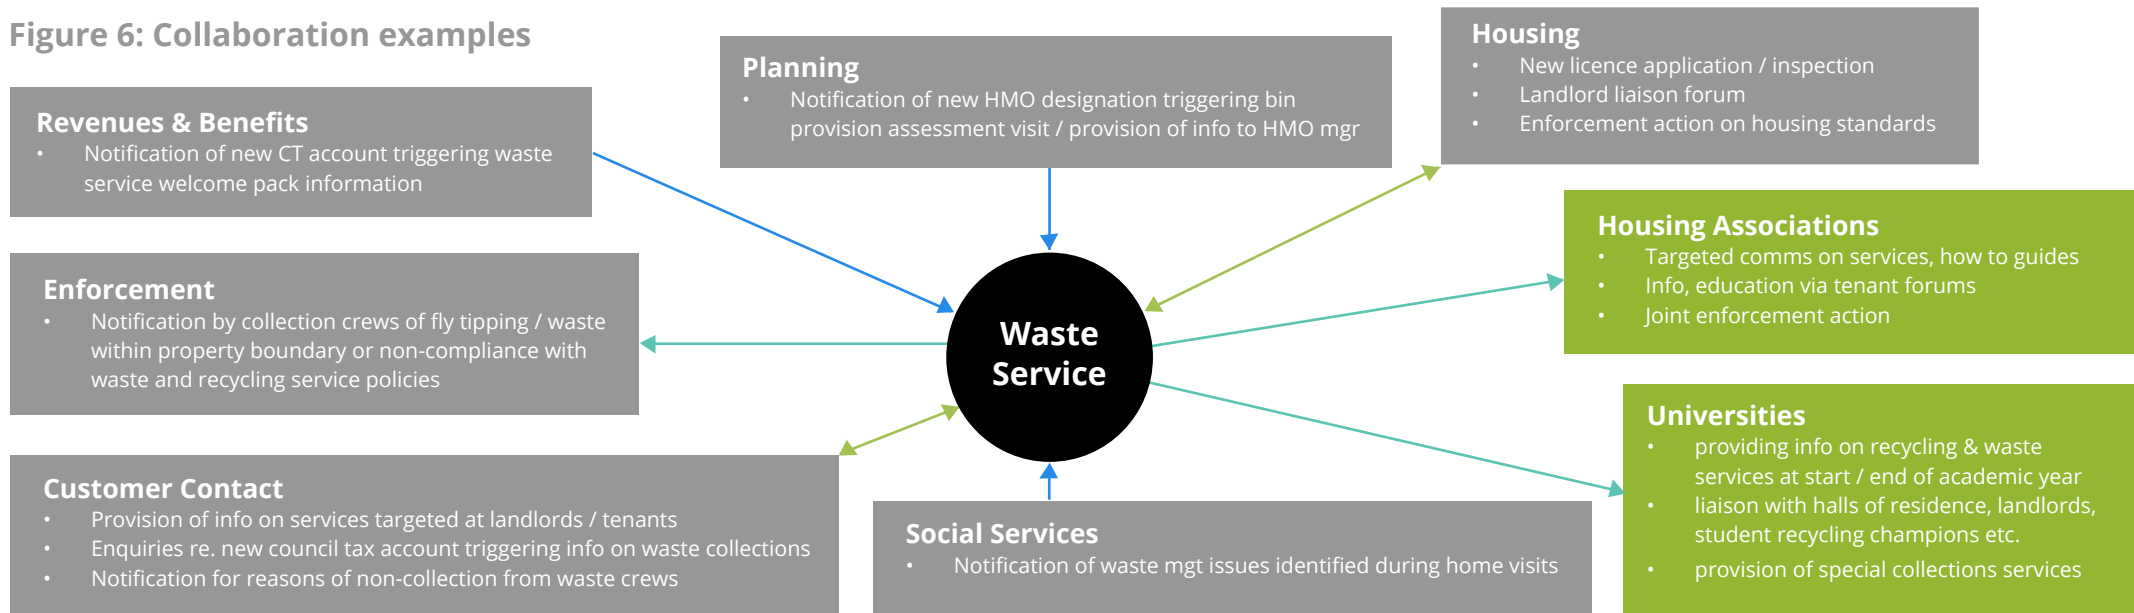 Figure 6: Collaboration examples
Revenues & Benefits
• Notification of new CT account triggering waste
service welcome pack information
Planning
• Notification of new HMO designation triggering bin
provision assessment visit / provision of info to HMO mgr
Housing
• New licence application / inspection
• Landlord liaison forum
• Enforcement action on housing standards
Enforcement
• Notification by collection crews of fly tipping / waste
within property boundary or non-compliance with
waste and recycling service policies
Waste
Service
Housing Associations
• Targeted comms on services, how to guides
• Info, education via tenant forums
• Joint enforcement action
Customer Contact
• Provision of info on services targeted at landlords / tenants
• Enquiries re. new council tax account triggering info on waste collections
• Notification for reasons of non-collection from waste crews
Social Services
• Notification of waste mgt issues identified during home visits
Universities
• providing info on recycling & waste
services at start / end of academic year
• liaison with halls of residence, landlords,
student recycling champions etc.
• provision of special collections services